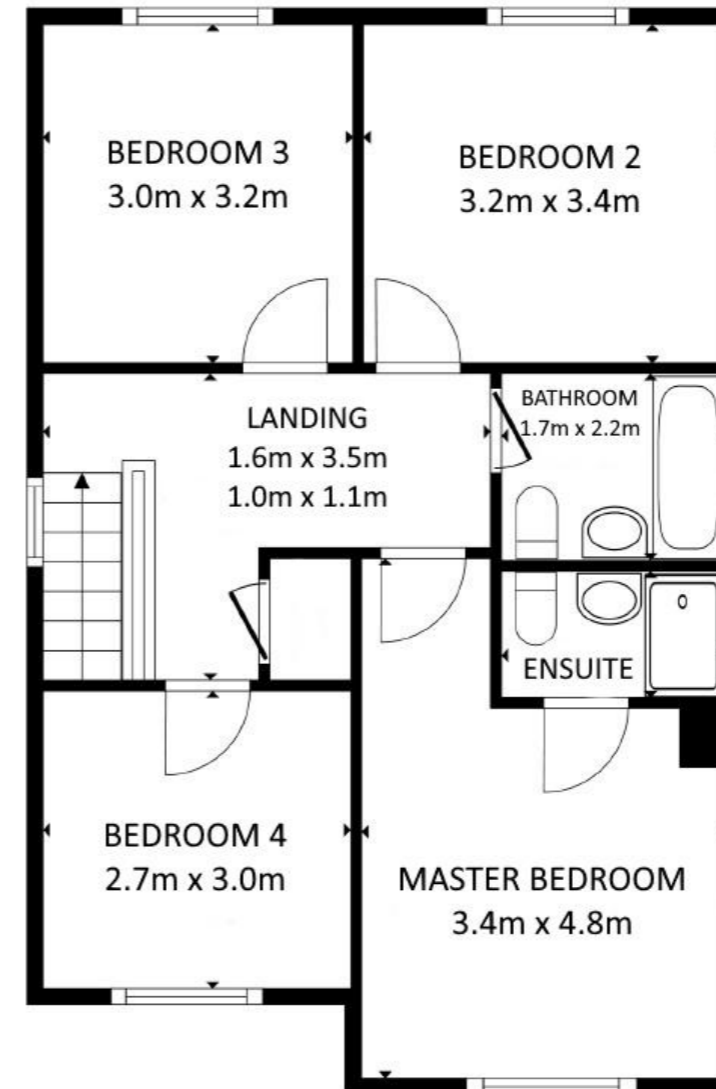 BEDROOM 3
3.0m x 3.2m
BEDROOM 2
3.2m x 3.4m
LANDING
1.6m x 3.5m
1.0m x 1.1m
BATHROOM
1.7m x 2.2m
ENSUITE
BEDROOM 4
2.7m x 3.0m
MASTER BEDROOM
3.4m x 4.8m